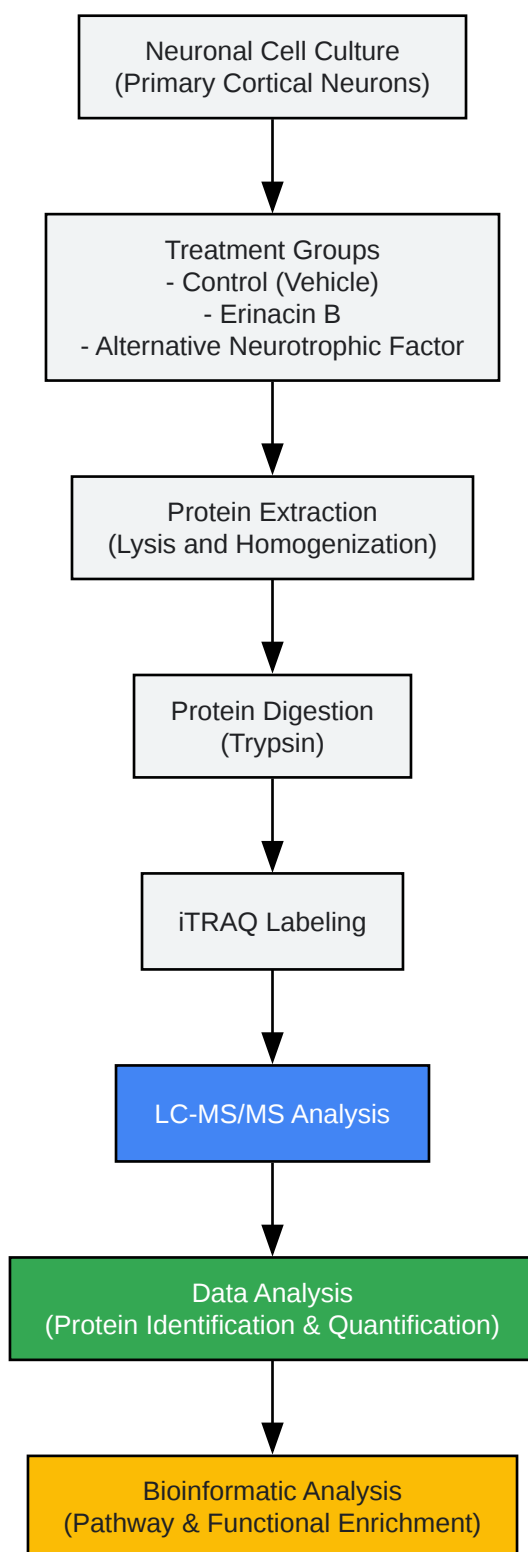 Neuronal Cell Culture
(Primary Cortical Neurons)
Treatment Groups
- Control (Vehicle)
- Erinacin B
- Alternative Neurotrophic Factor
Protein Extraction
(Lysis and Homogenization)
Protein Digestion
(Trypsin)
iTRAQ Labeling
LC-MS/MS Analysis
Data Analysis
(Protein Identification & Quantification)
Bioinformatic Analysis
(Pathway & Functional Enrichment)